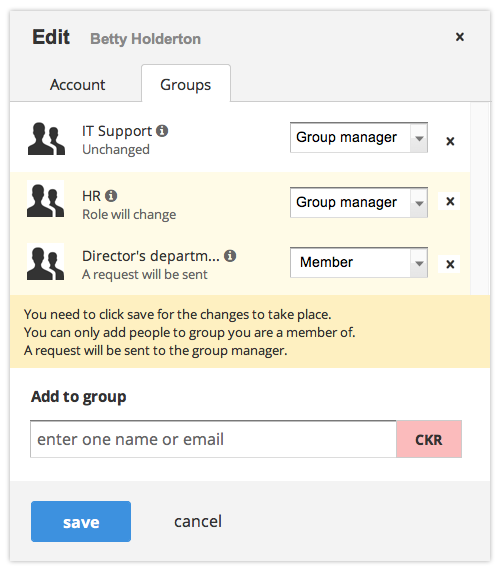 Edit Betty Holderton x
Account Groups
IT Support Group manager x
Unchanged
HR Group manager x
Role will change
Director's departm... Member x
A request will be sent
You need to click save for the changes to take place.
You can only add people to group you are a member of.
A request will be sent to the group manager.
Add to group
enter one name or email CKR
save cancel